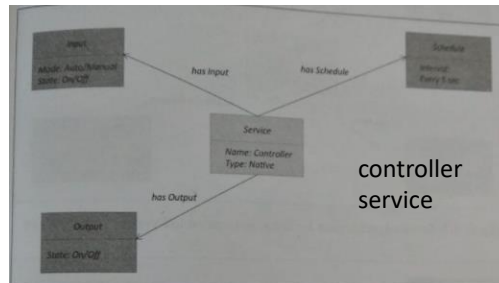 Input
Mode: Auto/Manual
State: On/Off
has Input
has Schedule
Schedule
Interval:
Every 5 sec
Service
Name: Controller
Type: Native
controller
service
has Output
Output
State: On/Off